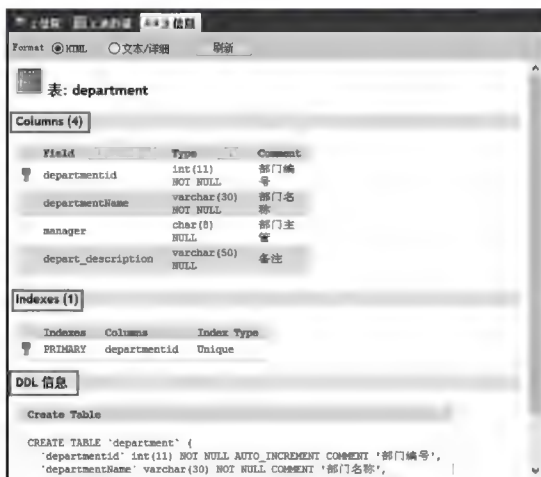 信息
Format HTML 文本/详细 刷新
表: department
Columns (4)
Field Type Comment
departmentid int(11) NOT NULL 部门编号
departmentName varchar(30) NOT NULL 部门名称
manager char(8) NULL 部门主管
depart_description varchar(50) NULL 备注
Indexes (1)
Indexes Columns Index Type
PRIMARY departmentid Unique
DDL 信息
Create Table
CREATE TABLE `department` (
`departmentid` int(11) NOT NULL AUTO_INCREMENT COMMENT '部门编号',
`departmentName` varchar(30) NOT NULL COMMENT '部门名称',